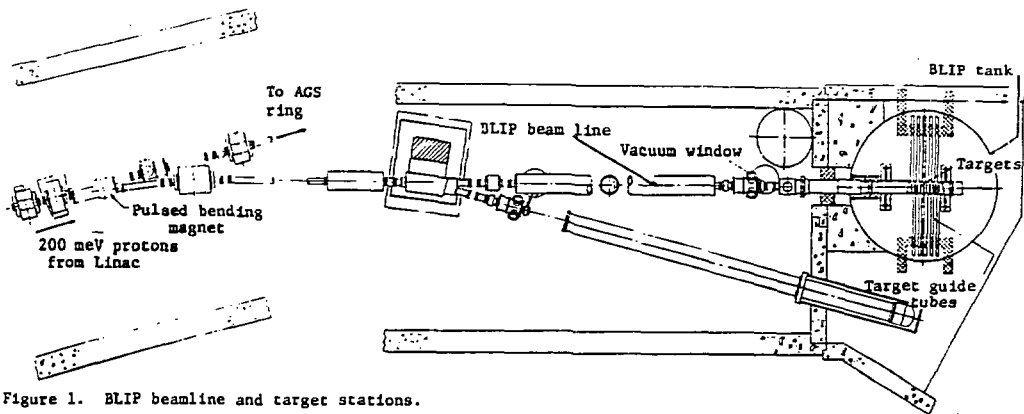 BLIP tank
To AGS
ring
BLIP beam line
Vacuum window
Targets
Pulsed bending
magnet
200 meV protons
from Linac
Target guide
tubes
Figure 1. BLIP beamline and target stations.